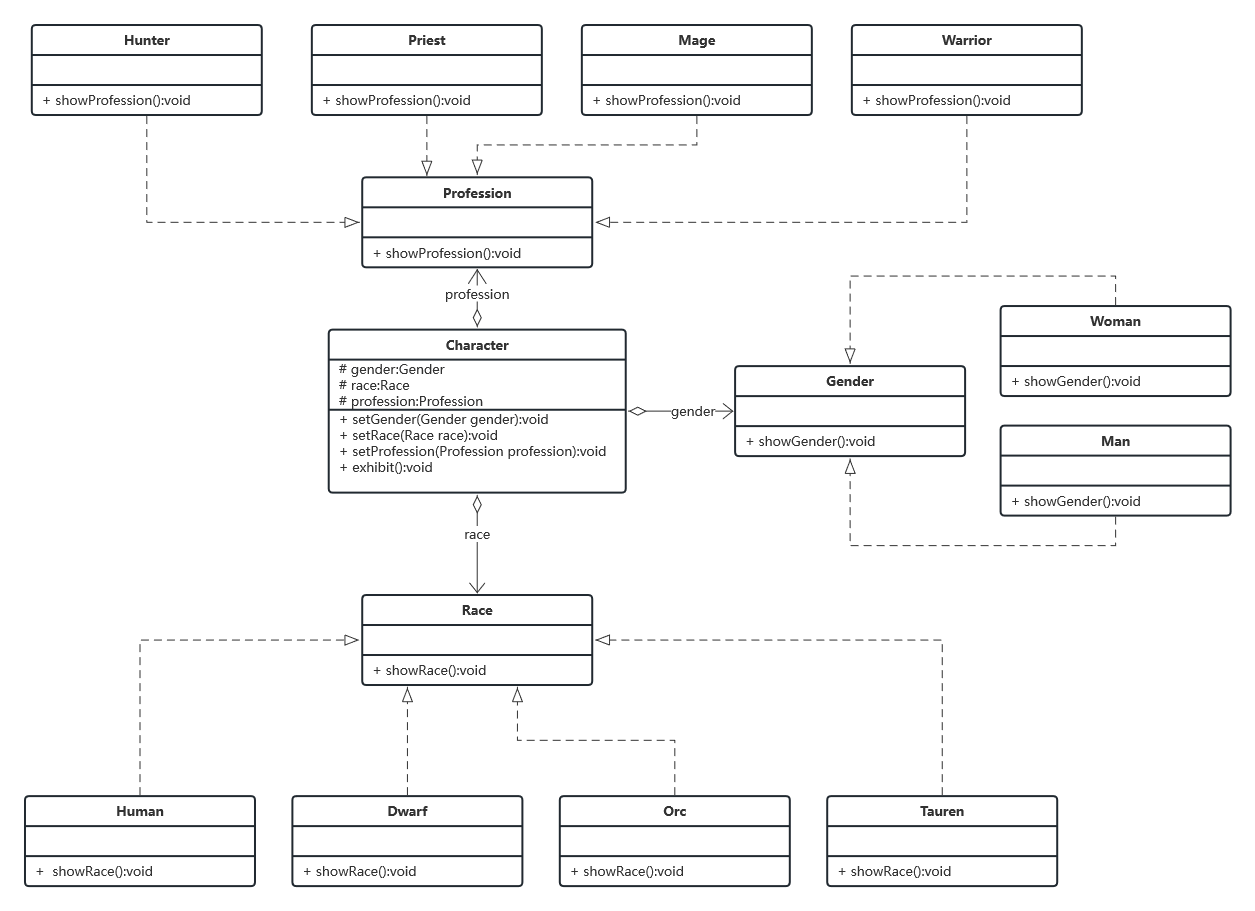 Hunter
+ showProfession():void
Priest
+ showProfession():void
Mage
+ showProfession():void
Warrior
+ showProfession():void
Profession
+ showProfession():void
profession
Character
# gender:Gender
# race:Race
# profession:Profession
+ setGender(Gender gender):void
+ setRace(Race race):void
+ setProfession(Profession profession):void
+ exhibit():void
gender
Gender
+ showGender():void
Woman
+ showGender():void
Man
+ showGender():void
race
Race
+ showRace():void
Human
+ showRace():void
Dwarf
+ showRace():void
Orc
+ showRace():void
Tauren
+ showRace():void